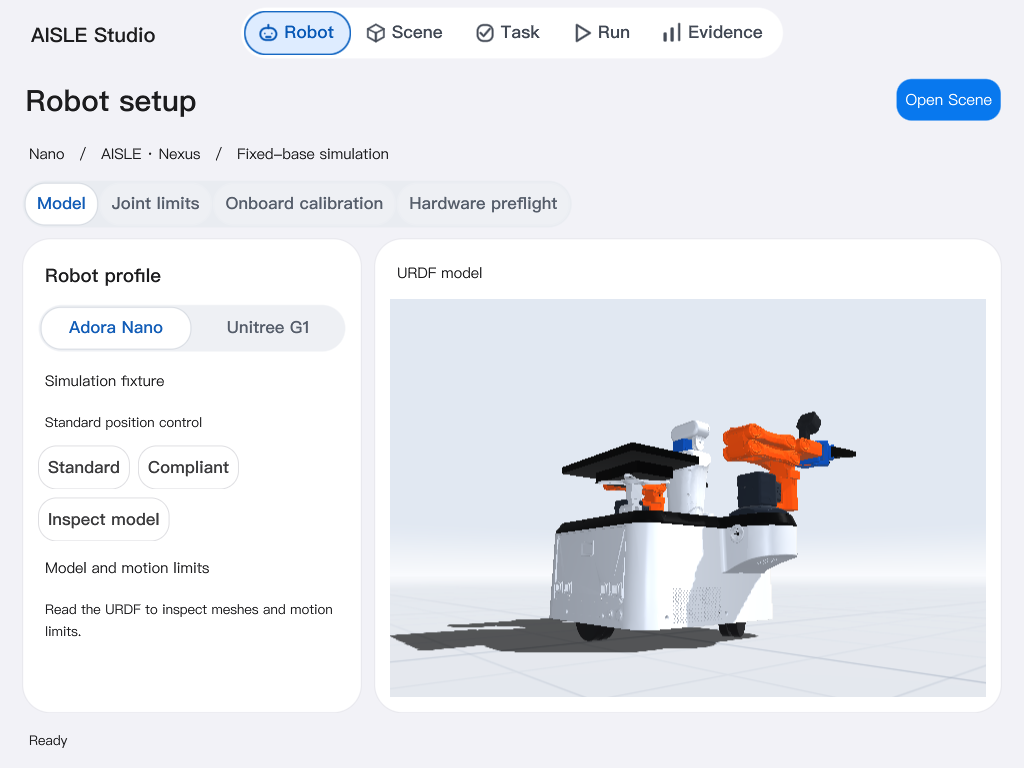 AISLE Studio
Robot
Scene
Task
Run
Evidence
Robot setup
Open Scene
Nano / AISLE · Nexus / Fixed-base simulation
Model
Joint limits
Onboard calibration
Hardware preflight
Robot profile
Adora Nano
Unitree G1
Simulation fixture
Standard position control
Standard
Compliant
Inspect model
Model and motion limits
Read the URDF to inspect meshes and motion
limits.
URDF model
Ready